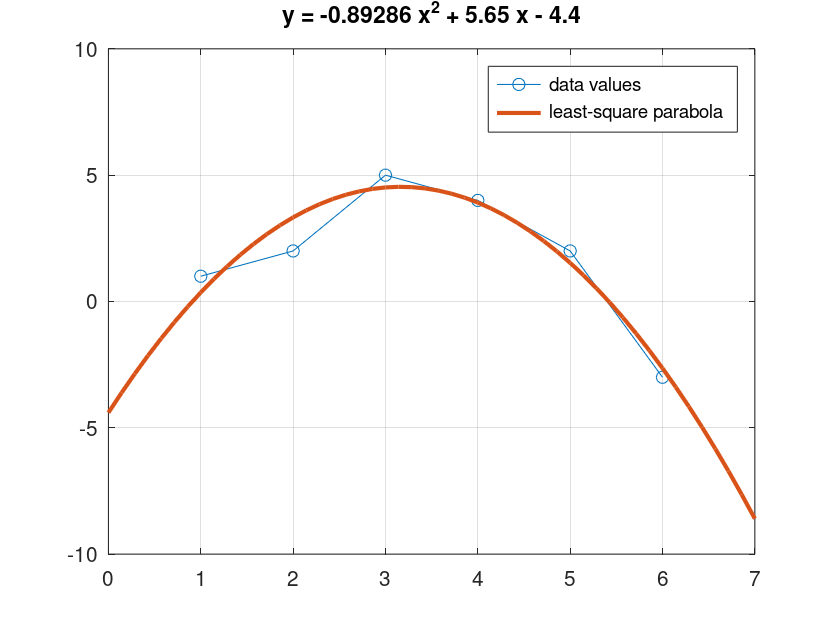 y = -0.89286 x² + 5.65 x - 4.4
10
5
0
-5
-10
data values
least-square parabola
0 1 2 3 4 5 6 7